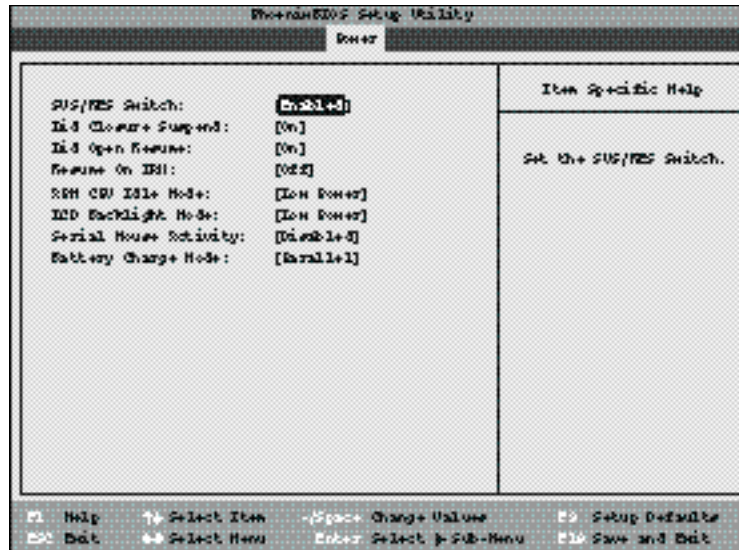 PhoenixBIOS Setup Utility
Power
Item Specific Help
SUS/RES Switch: [Enabled]
Lid Closure Suspend: [On]
Lid Open Resume: [On]
Resume On IRQ: [Off]
APM CPU Idle Mode: [Low Power]
LCD Backlight Mode: [Low Power]
Serial Mouse Activity: [Disabled]
Battery Charge Mode: [Parallel]
Set the SUS/RES Switch.
F1 Help ↑↓ Select Item -/Space Change Values F9 Setup Defaults
ESC Exit ←→ Select Menu Enter Select ▶ Sub-Menu F10 Save and Exit